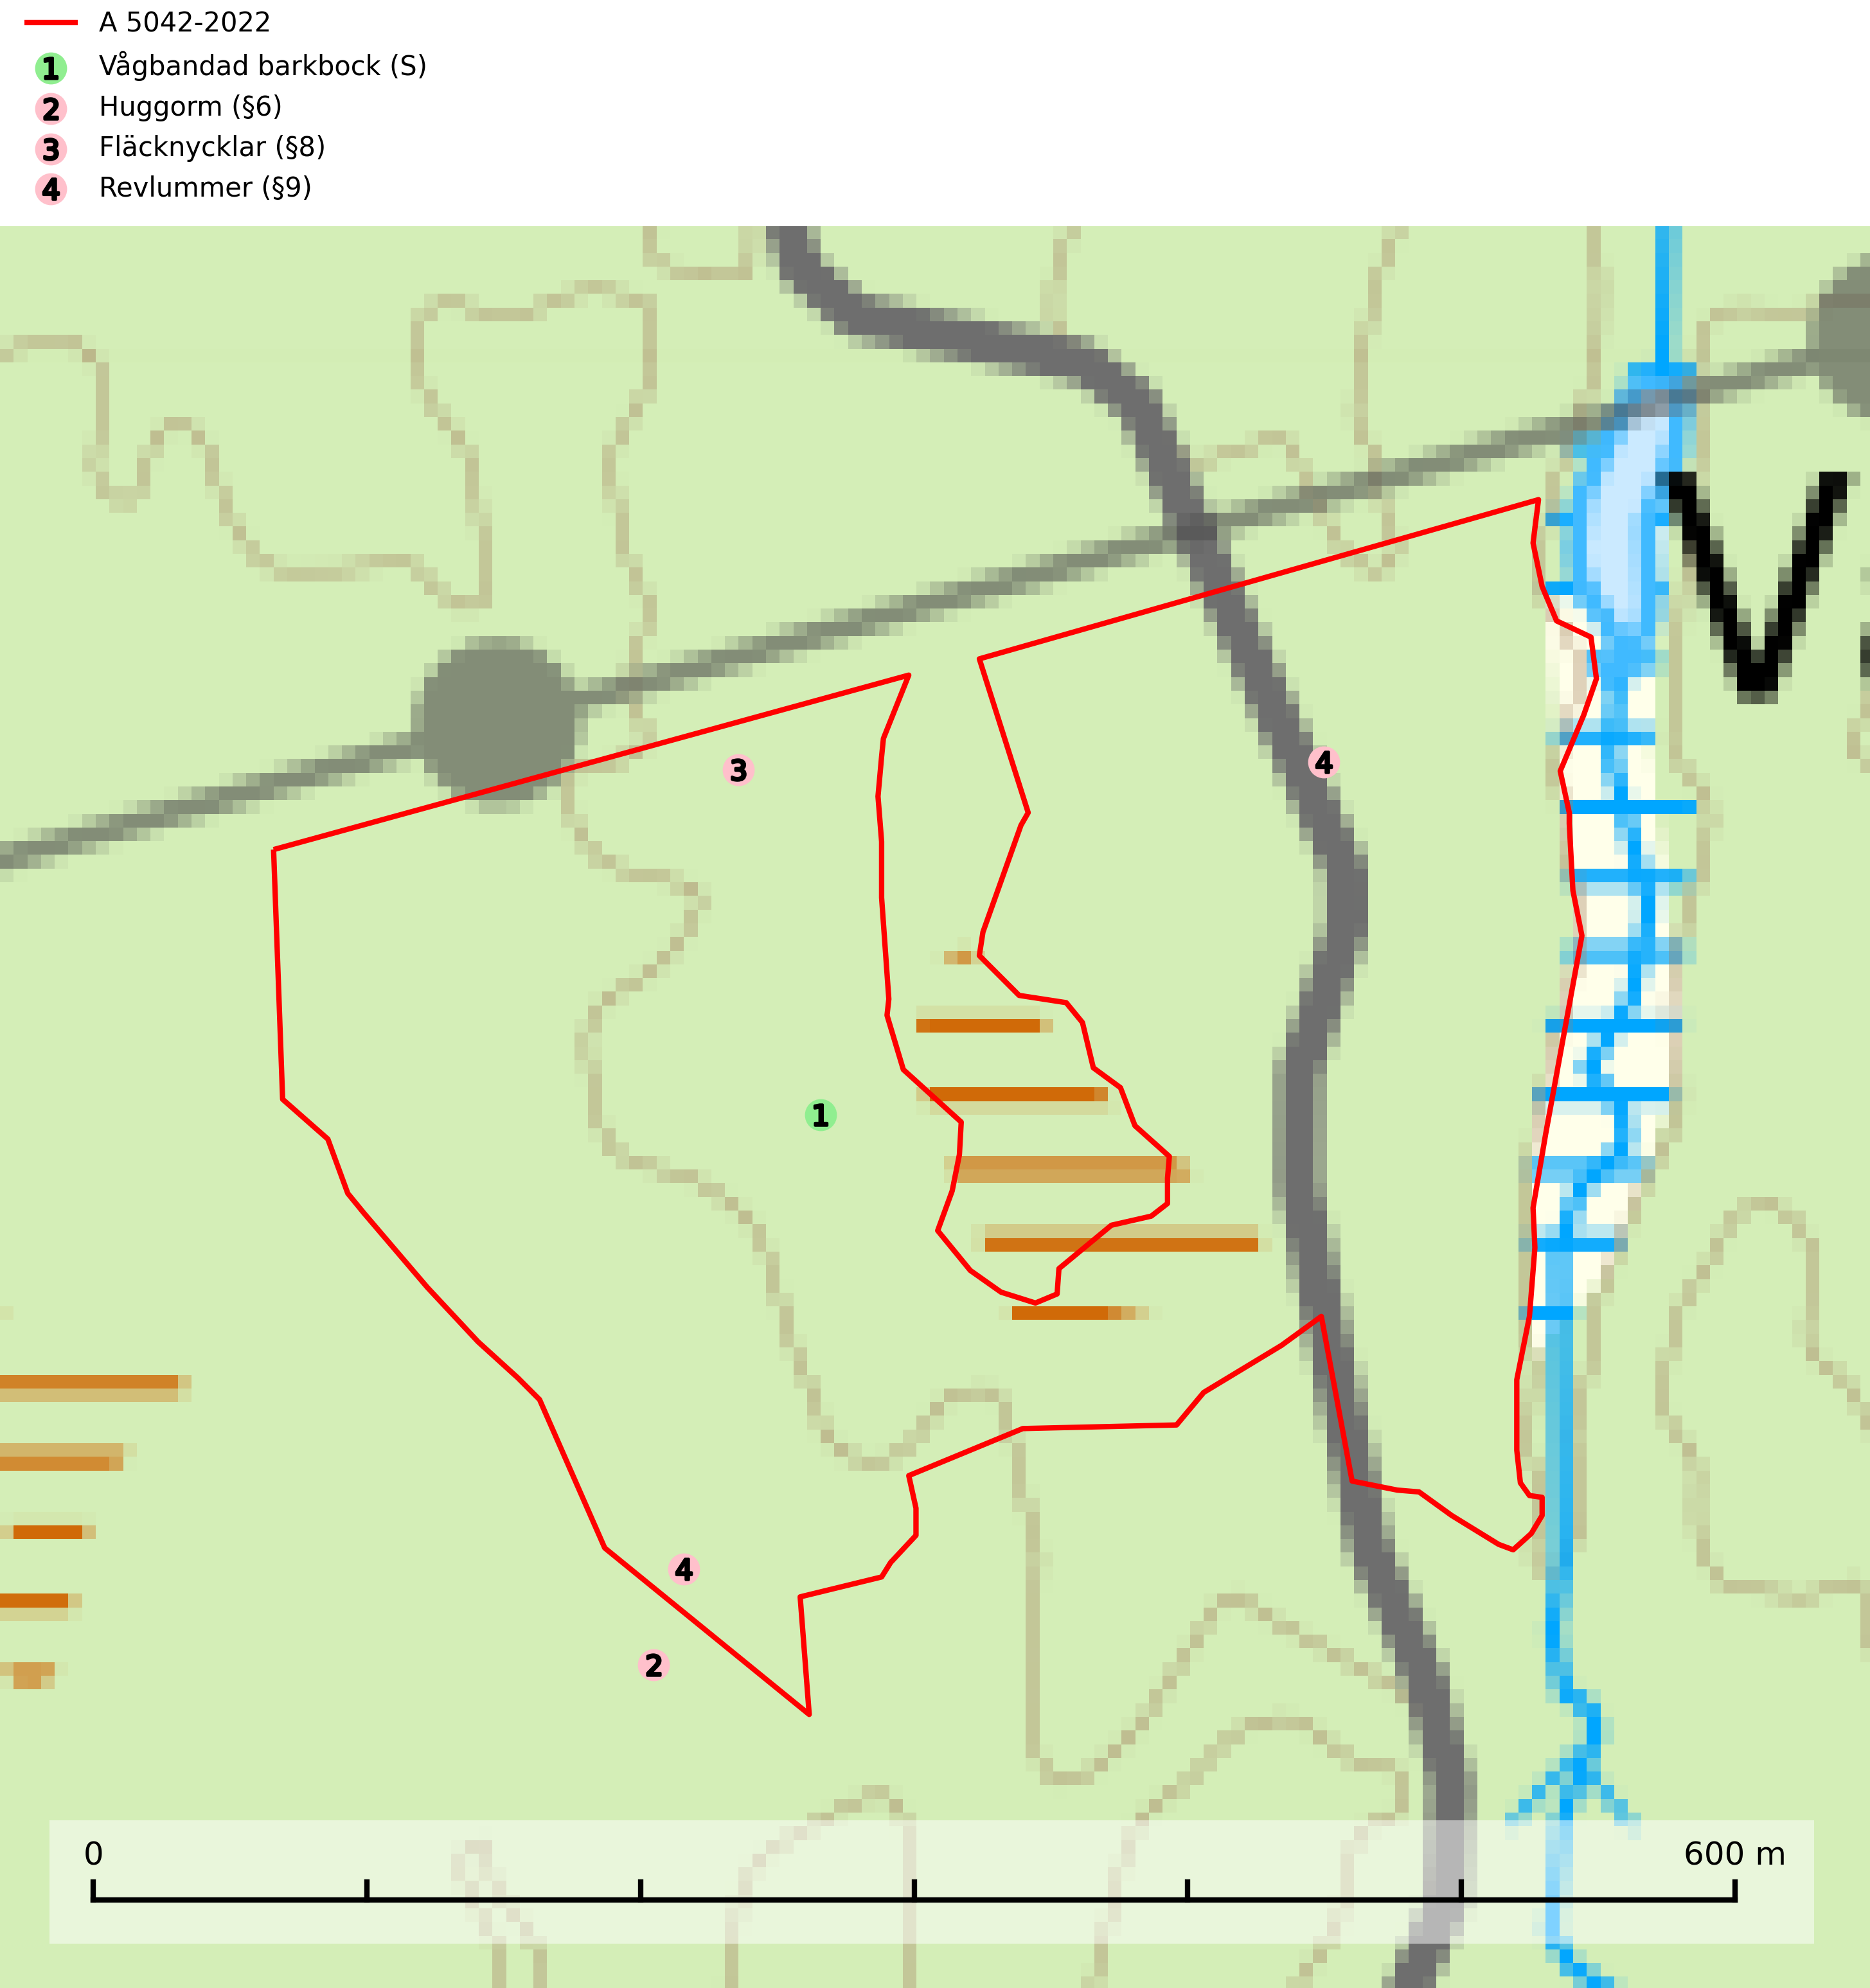 A 5042-2022
1 Vågbandad barkbock (S)
2 Huggorm (§6)
3 Fläcknycklar (§8)
4 Revlummer (§9)
W
3
4
1
4
2
0 600 m